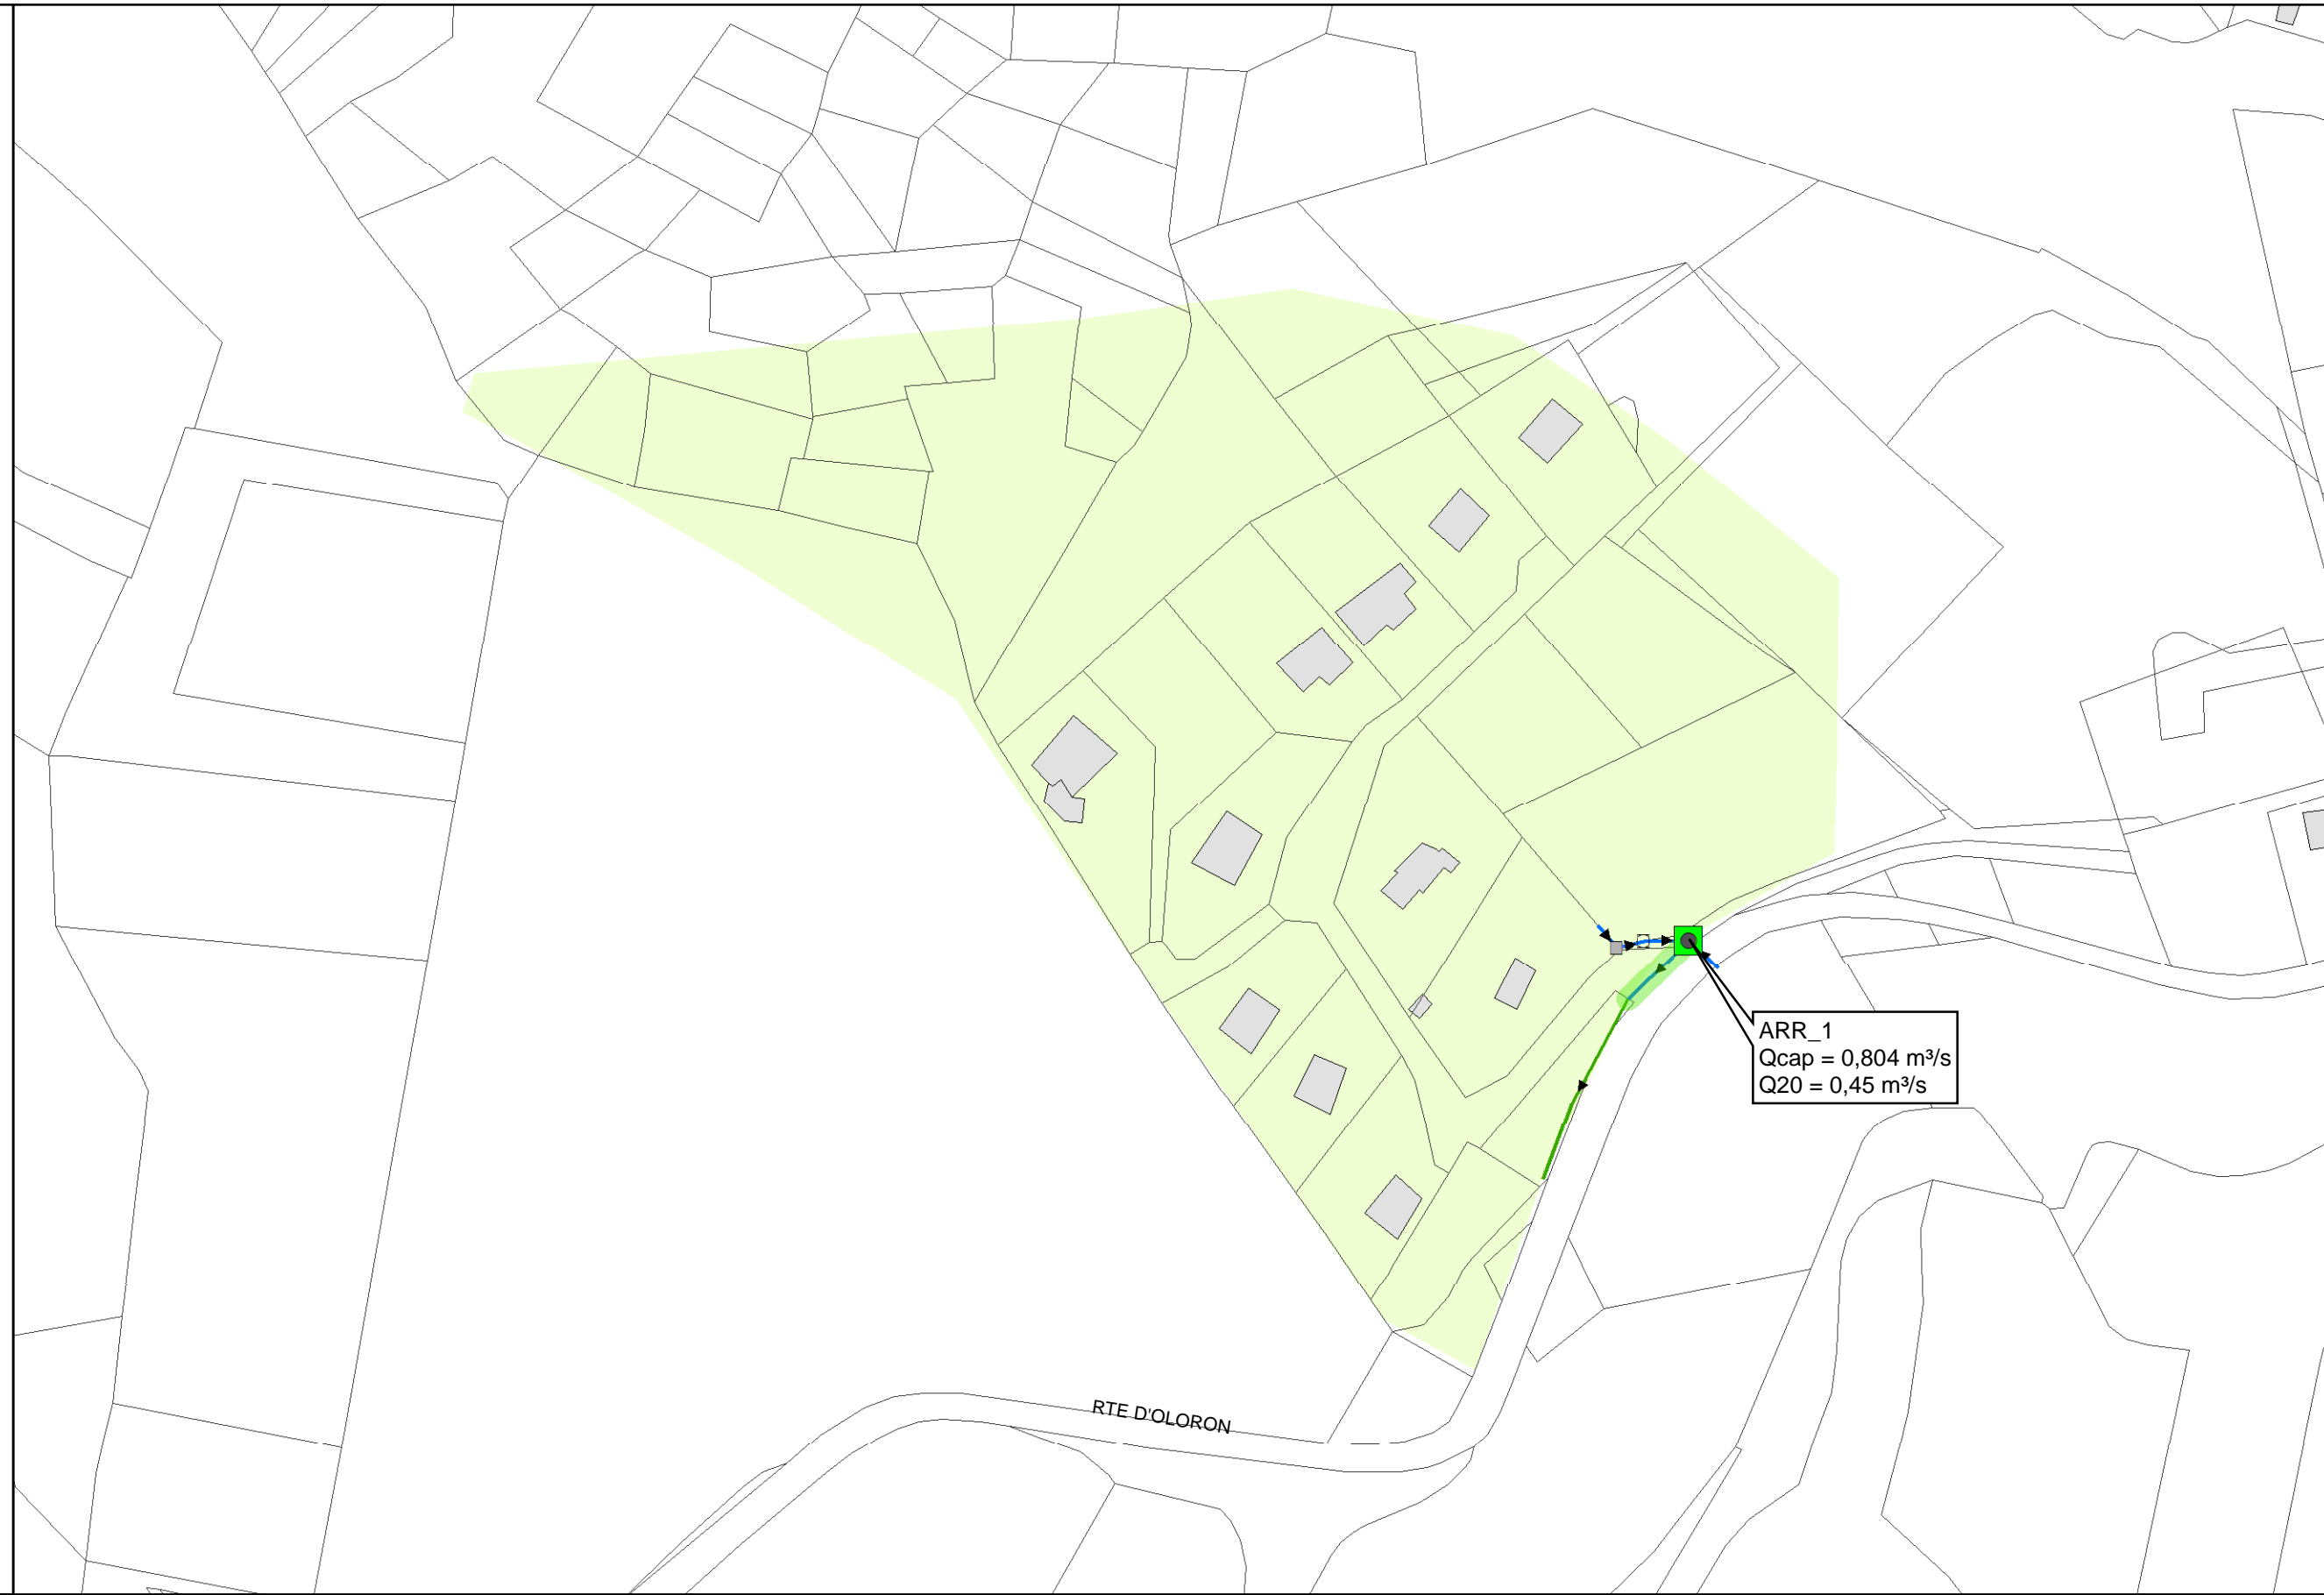 ARR_1
Qcap = 0,804 m³/s
Q20 = 0,45 m³/s
RTE D'OLORON